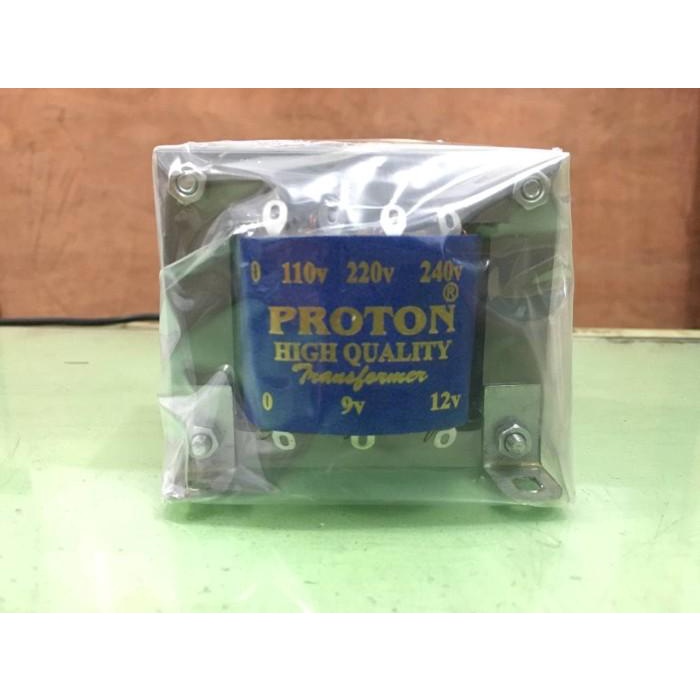 0 110v 220v 240v
PROTON ®
HIGH QUALITY
Transformer
0 9v 12v